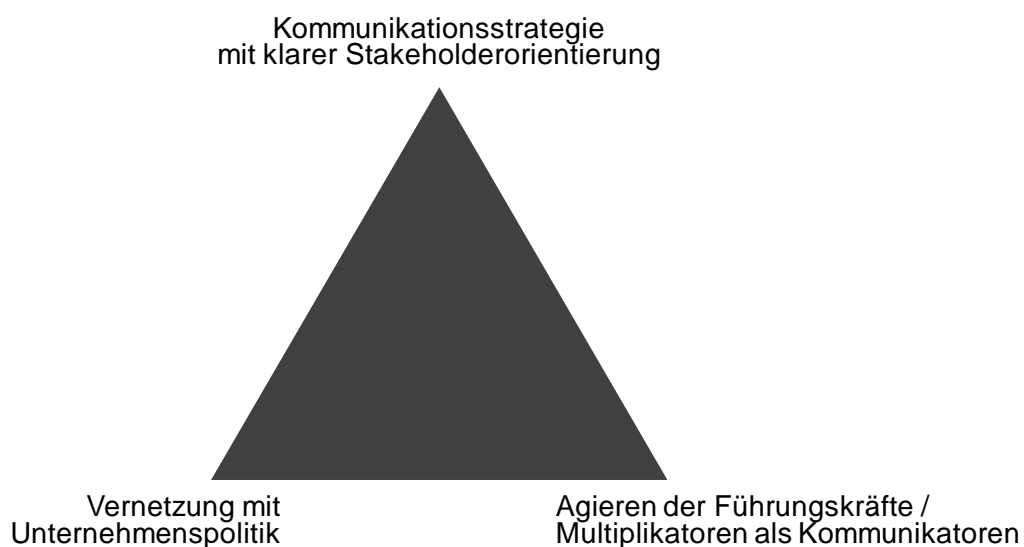 Kommunikationsstrategie
mit klarer Stakeholderorientierung
Vernetzung mit
Unternehmenspolitik
Agieren der Führungskräfte /
Multiplikatoren als Kommunikatoren